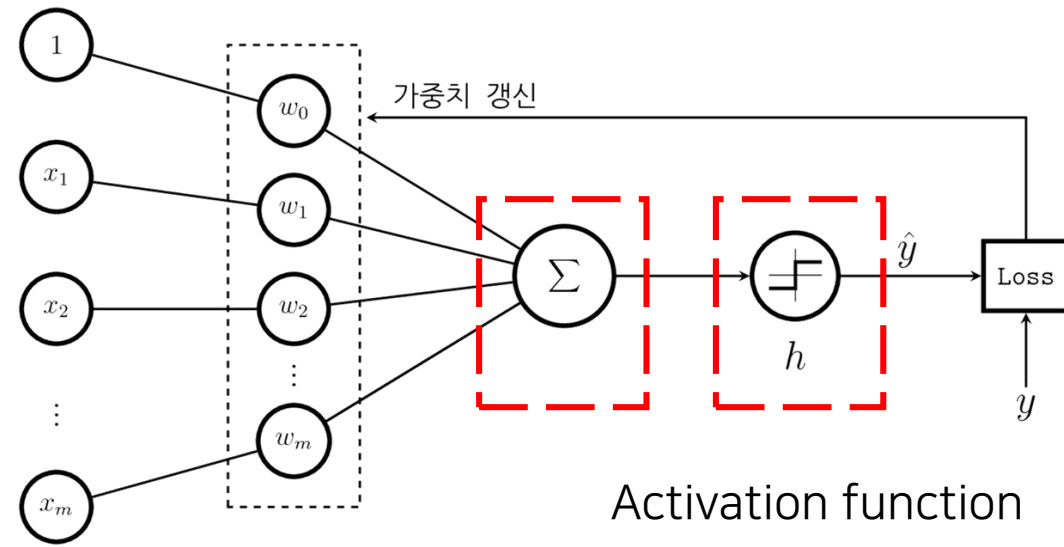 1
w₀
가중치 갱신
x₁
w₁
∑
ŷ
Loss
x₂
w₂
h
⋮
⋮
y
wₘ
xₘ
Activation function